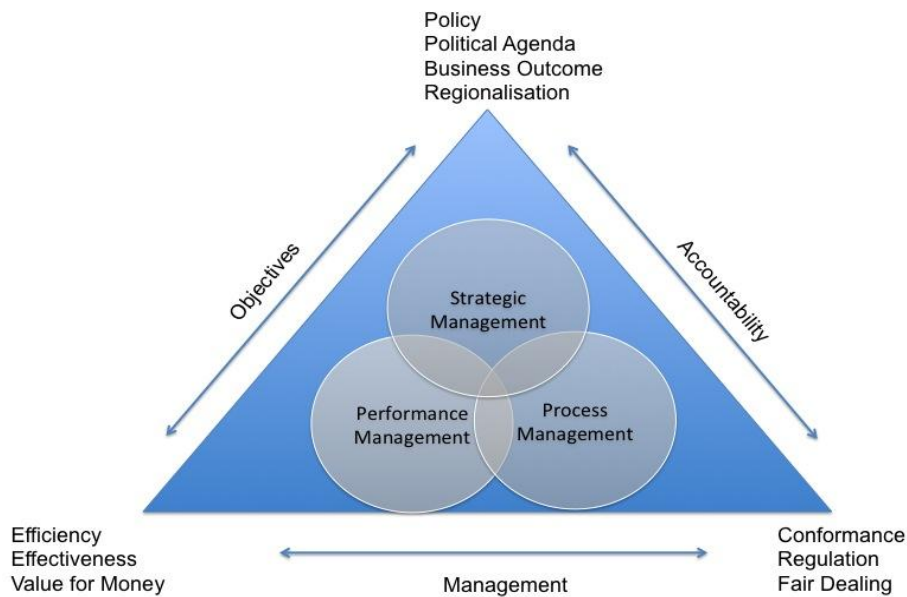 Policy
Political Agenda
Business Outcome
Regionalisation
Objectives
Accountability
Strategic
Management
Performance
Management
Process
Management
Efficiency
Effectiveness
Value for Money
Management
Conformance
Regulation
Fair Dealing